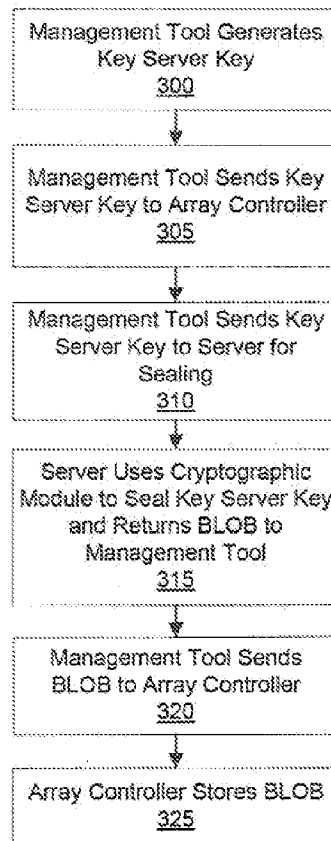 Management Tool Generates
Key Server Key
300
Management Tool Sends Key
Server Key to Array Controller
305
Management Tool Sends Key
Server Key to Server for
Sealing
310
Server Uses Cryptographic
Module to Seal Key Server Key
and Returns BLOB to
Management Tool
315
Management Tool Sends
BLOB to Array Controller
320
Array Controller Stores BLOB
325